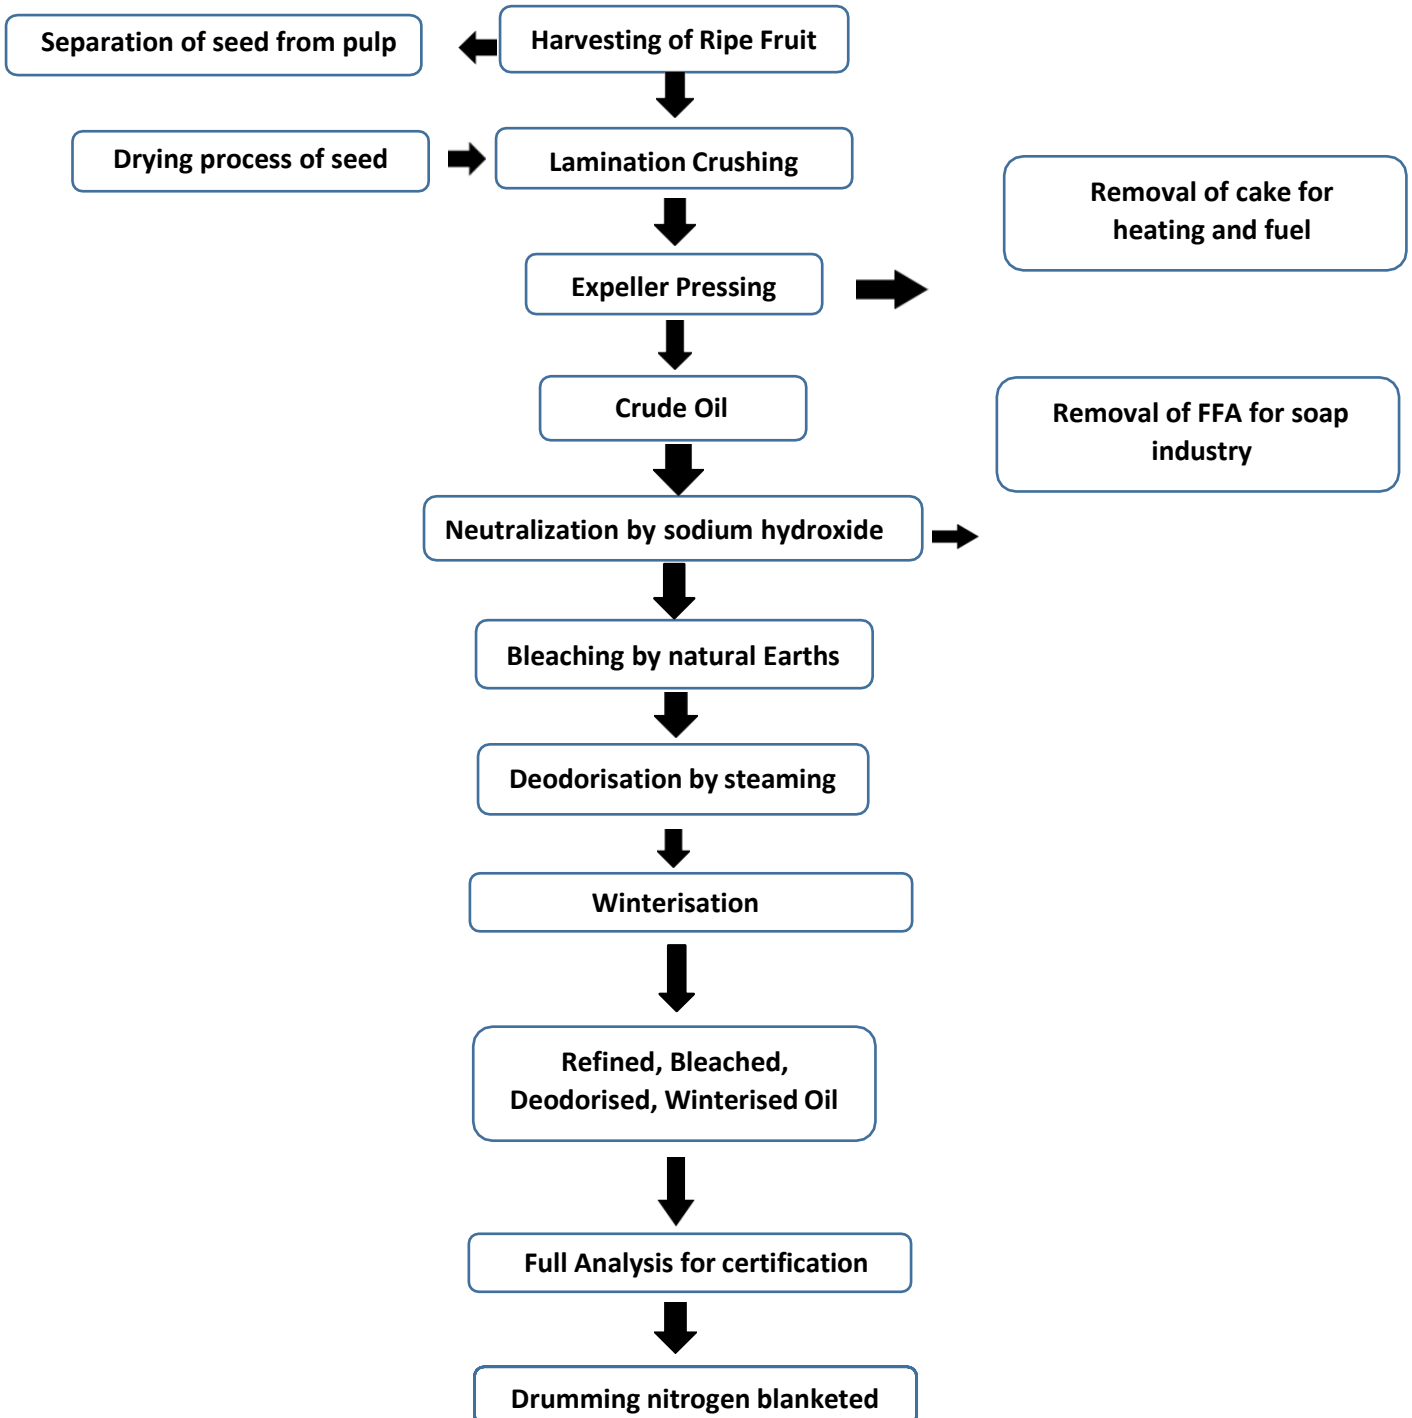 Separation of seed from pulp
Harvesting of Ripe Fruit
Drying process of seed
Lamination Crushing
Removal of cake for
heating and fuel
Expeller Pressing
Crude Oil
Removal of FFA for soap
industry
Neutralization by sodium hydroxide
Bleaching by natural Earths
Deodorisation by steaming
Winterisation
Refined, Bleached,
Deodorised, Winterised Oil
Full Analysis for certification
Drumming nitrogen blanketed